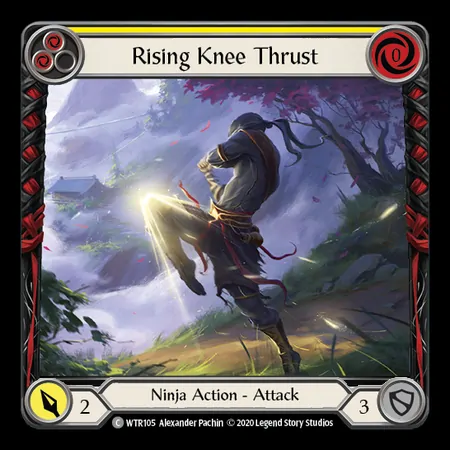 Rising Knee Thrust
0
Ninja Action - Attack
2
3
C WTR105 Alexander Pachin © 2020 Legend Story Studios